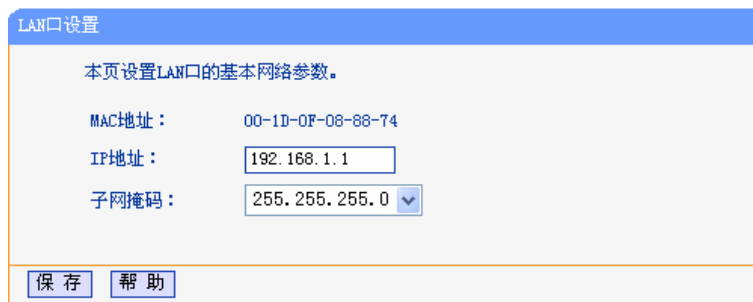 LAN口设置
本页设置LAN口的基本网络参数。
MAC地址： 00-1D-0F-08-88-74
IP地址： 192.168.1.1
子网掩码： 255.255.255.0
保 存 帮 助